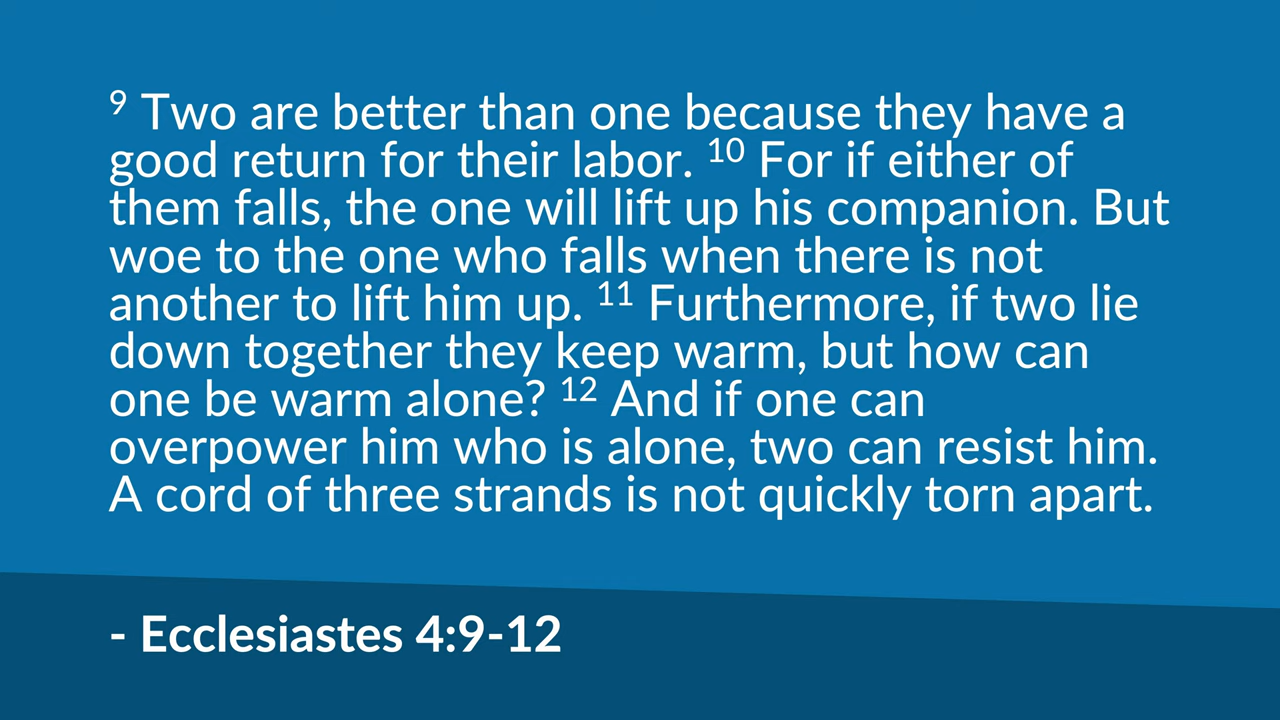 9 Two are better than one because they have a
good return for their labor. 10 For if either of
them falls, the one will lift up his companion. But
woe to the one who falls when there is not
another to lift him up. 11 Furthermore, if two lie
down together they keep warm, but how can
one be warm alone? 12 And if one can
overpower him who is alone, two can resist him.
A cord of three strands is not quickly torn apart.
- Ecclesiastes 4:9-12